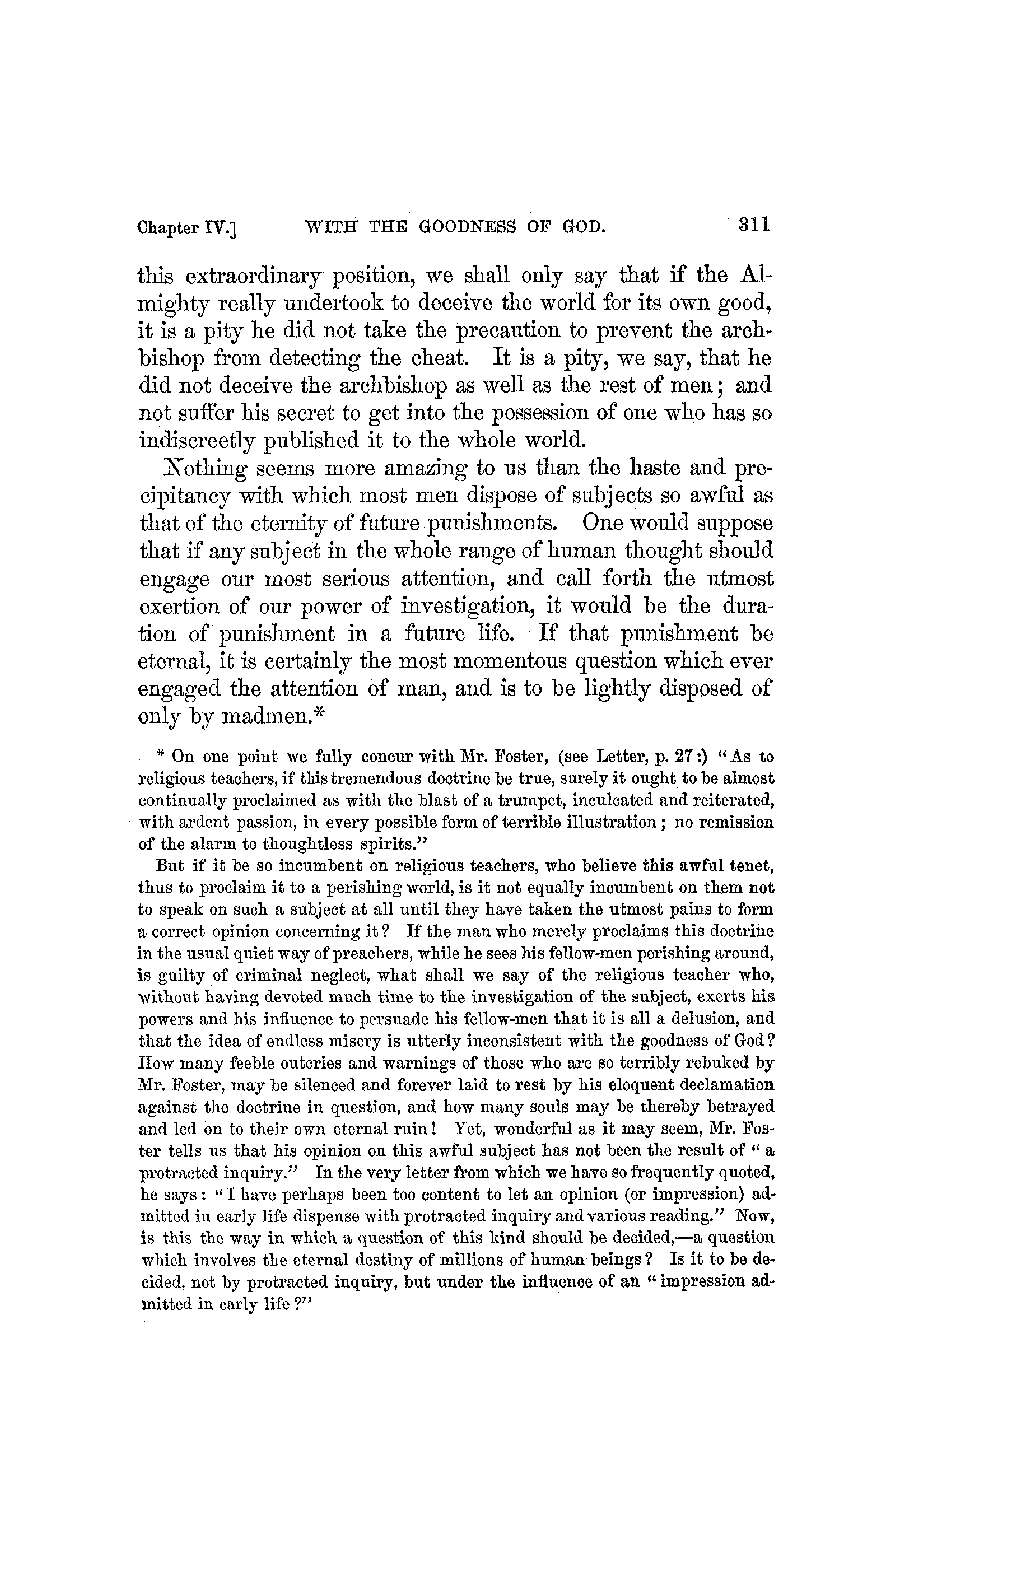 Chapter IV.] WITH THE GOODNESS OF GOD. 311
this extraordinary position, we shall only say that if the Al-
mighty really undertook to deceive the world for its own good,
it is a pity he did not take the precaution to prevent the arch-
bishop from detecting the cheat. It is a pity, we say, that he
did not deceive the archbishop as well as the rest of men; and
not suffer his secret to get into the possession of one who has so
indiscreetly published it to the whole world.
Nothing seems more amazing to us than the haste and pre-
cipitancy with which most men dispose of subjects so awful as
that of the eternity of future punishments. One would suppose
that if any subject in the whole range of human thought should
engage our most serious attention, and call forth the utmost
exertion of our power of investigation, it would be the dura-
tion of punishment in a future life. If that punishment be
eternal, it is certainly the most momentous question which ever
engaged the attention of man, and is to be lightly disposed of
only by madmen.*
* On one point we fully concur with Mr. Foster, (see Letter, p. 27:) "As to
religious teachers, if this tremendous doctrine be true, surely it ought to be almost
continually proclaimed as with the blast of a trumpet, inculcated and reiterated,
with ardent passion, in every possible form of terrible illustration; no remission
of the alarm to thoughtless spirits."
But if it be so incumbent on religious teachers, who believe this awful tenet,
thus to proclaim it to a perishing world, is it not equally incumbent on them not
to speak on such a subject at all until they have taken the utmost pains to form
a correct opinion concerning it? If the man who merely proclaims this doctrine
in the usual quiet way of preachers, while he sees his fellow-men perishing around,
is guilty of criminal neglect, what shall we say of the religious teacher who,
without having devoted much time to the investigation of the subject, exerts his
powers and his influence to persuade his fellow-men that it is all a delusion, and
that the idea of endless misery is utterly inconsistent with the goodness of God?
How many feeble outcries and warnings of those who are so terribly rebuked by
Mr. Foster, may be silenced and forever laid to rest by his eloquent declamation
against the doctrine in question, and how many souls may be thereby betrayed
and led on to their own eternal ruin! Yet, wonderful as it may seem, Mr. Fos-
ter tells us that his opinion on this awful subject has not been the result of "a
protracted inquiry." In the very letter from which we have so frequently quoted,
he says: "I have perhaps been too content to let an opinion (or impression) ad-
mitted in early life dispense with protracted inquiry and various reading." Now,
is this the way in which a question of this kind should be decided,—a question
which involves the eternal destiny of millions of human beings? Is it to be de-
cided, not by protracted inquiry, but under the influence of an "impression ad-
mitted in early life?"